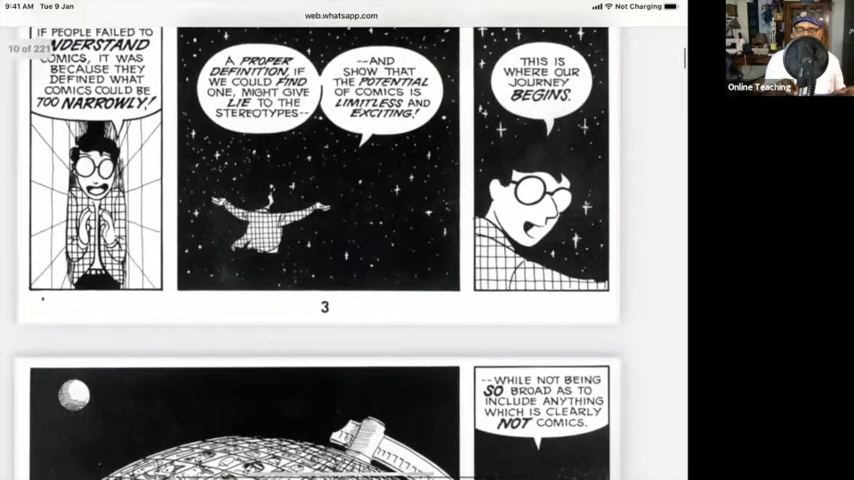 9:41 AM Tue 9 Jan
Not Charging
web.whatsapp.com
10 of 221
IF PEOPLE FAILED TO
UNDERSTAND
COMICS, IT WAS
BECAUSE THEY
DEFINED WHAT
COMICS COULD BE
TOO NARROWLY!
A PROPER
DEFINITION, IF
WE COULD FIND
ONE, MIGHT GIVE
LIE TO THE
STEREOTYPES--
--AND
SHOW THAT
THE POTENTIAL
OF COMICS IS
LIMITLESS AND
EXCITING!
THIS IS
WHERE OUR
JOURNEY
BEGINS.
3
--WHILE NOT BEING
SO BROAD AS TO
INCLUDE ANYTHING
WHICH IS CLEARLY
NOT COMICS.
Online Teaching